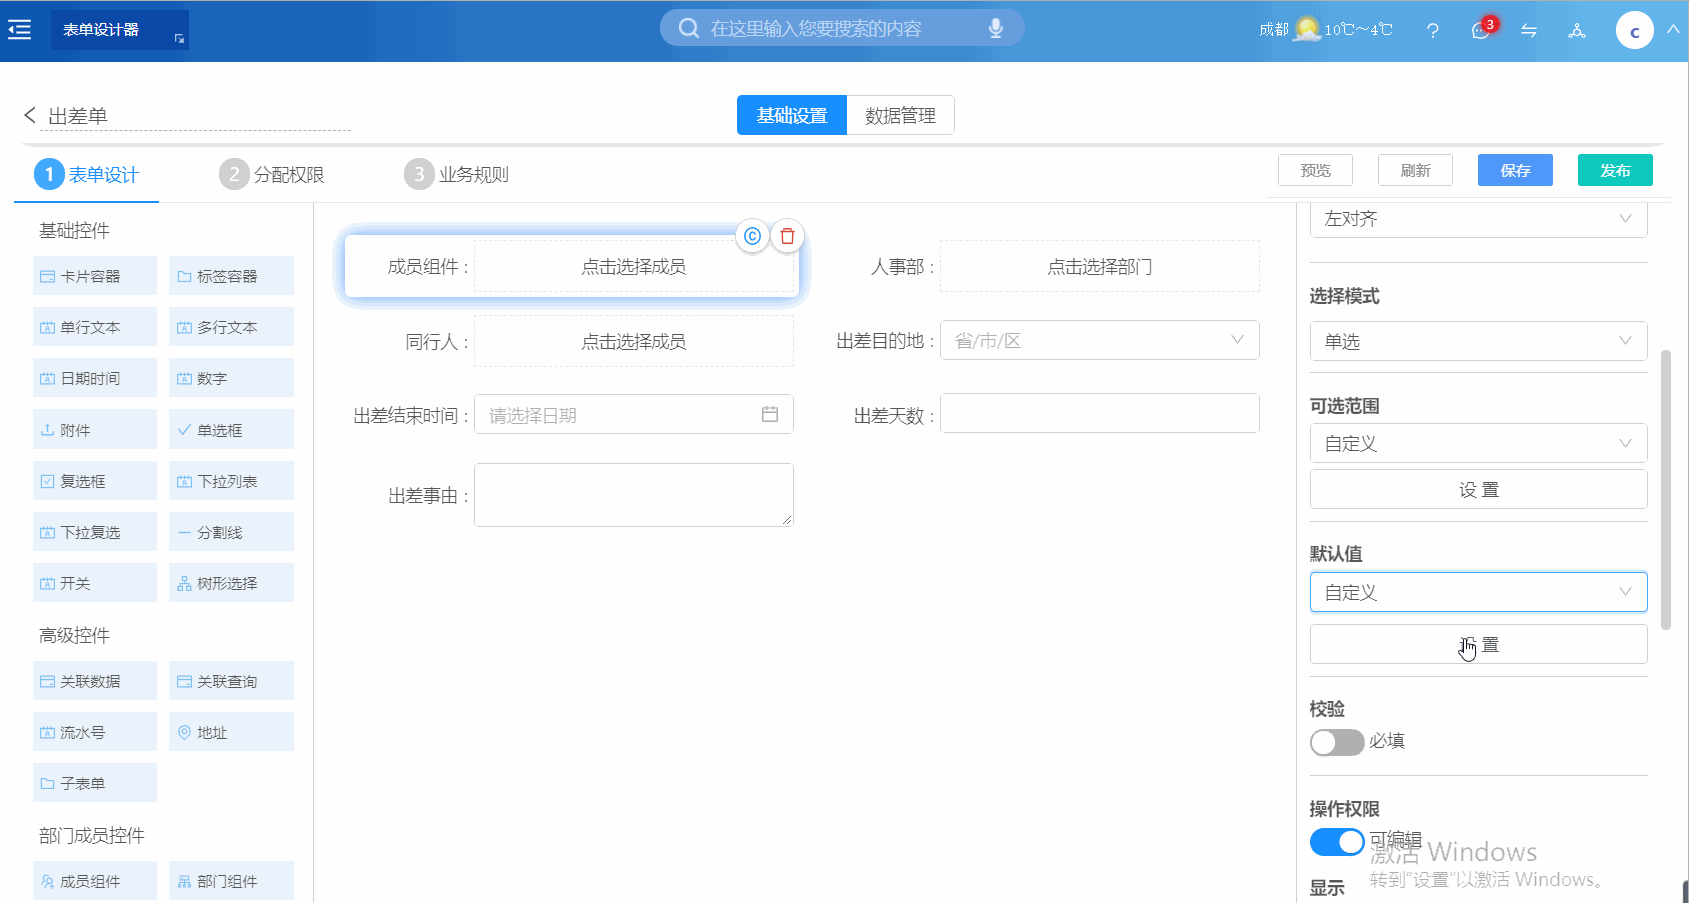 表单设计器
在这里输入您要搜索的内容
成都 10℃～4℃
?
3
c
出差单
基础设置 数据管理
1 表单设计
2 分配权限
3 业务规则
预览 刷新 保存 发布
基础控件
卡片容器 标签容器
单行文本 多行文本
日期时间 数字
附件 单选框
复选框 下拉列表
下拉复选 分割线
开关 树形选择
高级控件
关联数据 关联查询
流水号 地址
子表单
部门成员控件
成员组件 部门组件
成员组件 : 点击选择成员
人事部 : 点击选择部门
同行人 : 点击选择成员
出差目的地 : 省/市/区
出差结束时间 : 请选择日期
出差天数 :
出差事由 :
左对齐
选择模式
单选
可选范围
自定义
设 置
默认值
自定义
置
校验
必填
操作权限
可编辑
显示
激活 Windows
转到"设置"以激活 Windows。